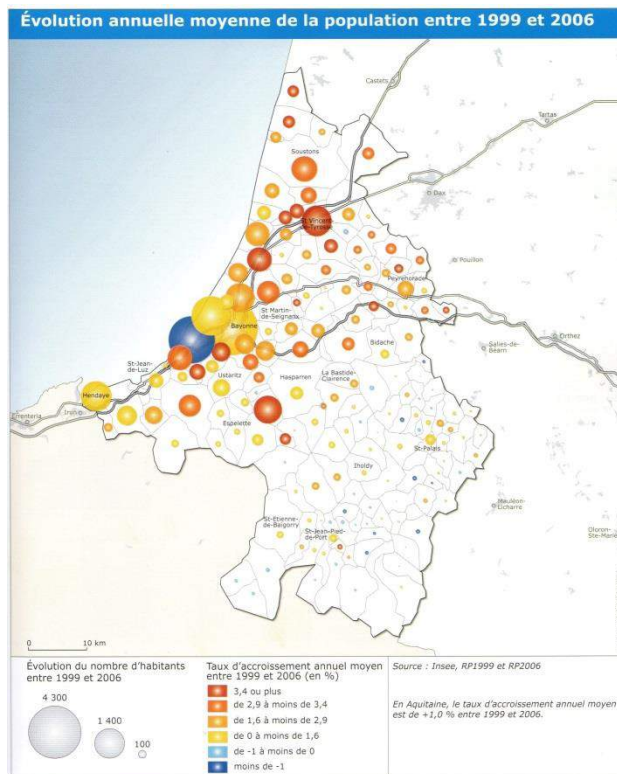 Évolution annuelle moyenne de la population entre 1999 et 2006
Castets
Tartas
Soustons
Dax
St Vincent-
de-Tyrosse
Pouillon
Peyrehorade
St Martin-
de-Seignanx
Bayonne
Orthez
Salies-de-
Béarn
Bidache
St-Jean-
de-Luz
La Bastide-
Clairence
Hasparren
Ustaritz
Hendaye
Irun
Espelette
St-Palais
Iholdy
Mauléon-
Licharre
St-Etienne-
de-Baïgorry
St-Jean-Pied-
de-Port
Oloron-
Ste-Marie
0 10 km
Évolution du nombre d'habitants
entre 1999 et 2006
4 300
1 400
100
Taux d'accroissement annuel moyen
entre 1999 et 2006 (en %)
3,4 ou plus
de 2,9 à moins de 3,4
de 1,6 à moins de 2,9
de 0 à moins de 1,6
de -1 à moins de 0
moins de -1
Source : Insee, RP1999 et RP2006
En Aquitaine, le taux d'accroissement annuel moyen
est de +1,0 % entre 1999 et 2006.